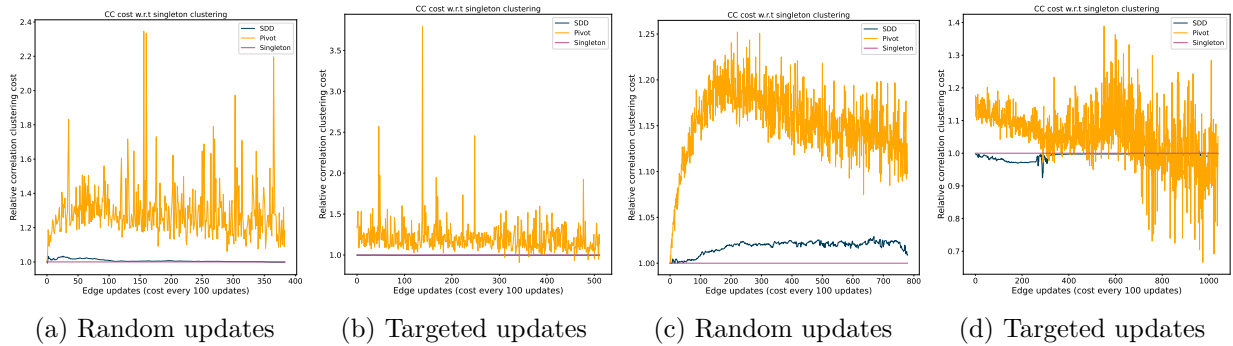 CC cost w.r.t singleton clustering
SDD
Pivot
Singleton
Relative correlation clustering cost
2.4
2.2
2.0
1.8
1.6
1.4
1.2
1.0
0 50 100 150 200 250 300 350 400
Edge updates (cost every 100 updates)
(a) Random updates
CC cost w.r.t singleton clustering
SDD
Pivot
Singleton
Relative correlation clustering cost
3.5
3.0
2.5
2.0
1.5
1.0
0 100 200 300 400 500
Edge updates (cost every 100 updates)
(b) Targeted updates
CC cost w.r.t singleton clustering
SDD
Pivot
Singleton
Relative correlation clustering cost
1.25
1.20
1.15
1.10
1.05
1.00
0 100 200 300 400 500 600 700 800
Edge updates (cost every 100 updates)
(c) Random updates
CC cost w.r.t singleton clustering
SDD
Pivot
Singleton
Relative correlation clustering cost
1.4
1.3
1.2
1.1
1.0
0.9
0.8
0.7
0 200 400 600 800 1000
Edge updates (cost every 100 updates)
(d) Targeted updates